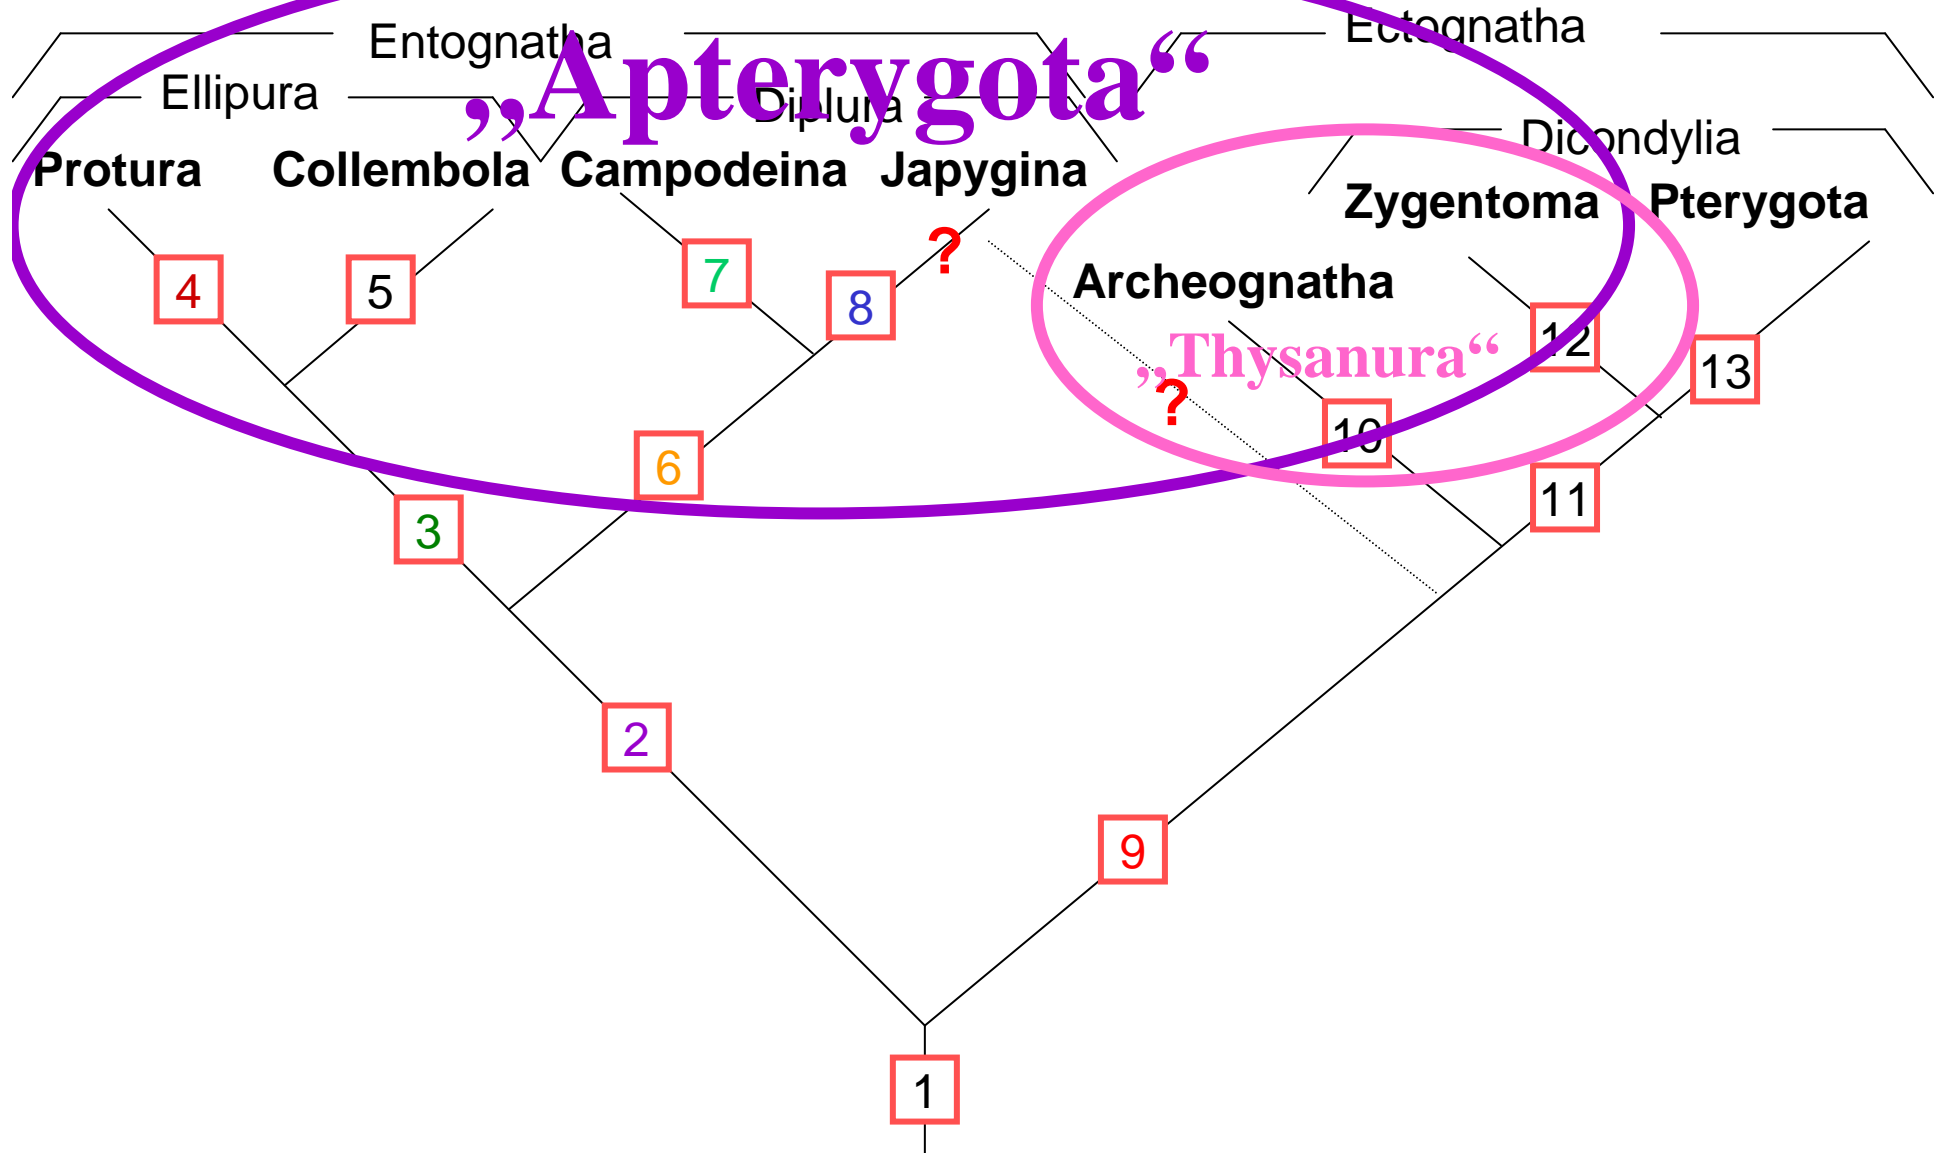 Entognatha
Ectognatha
„Apterygota“
Ellipura
Diplura
Dicondylia
Protura
Collembola
Campodeina
Japygina
Zygentoma
Pterygota
?
Archeognatha
4
5
7
8
„Thysanura“
12
13
?
10
6
11
3
2
9
1